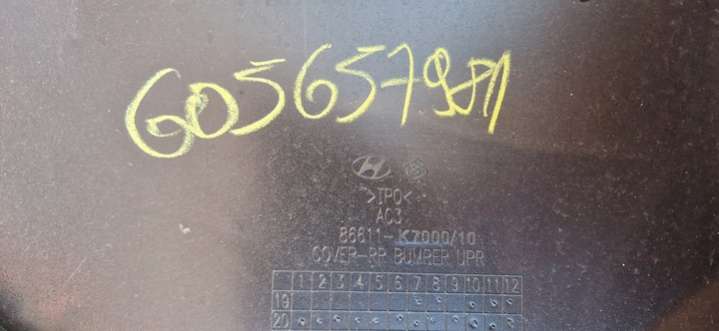 605657981
>TPO<
AC3
86611-K7000/10
COVER-RR BUMPER UPR
1 2 3 4 5 6 7 8 9 10 11 12
19
20